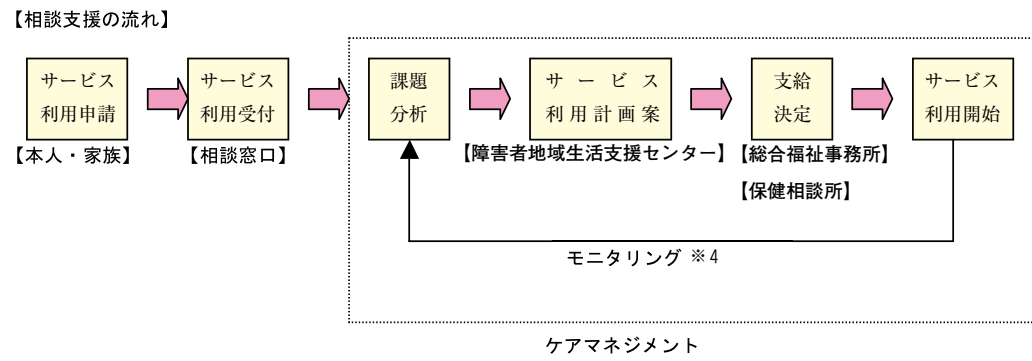 【相談支援の流れ】
サービス
利用申請
サービス
利用受付
課題
分析
サービス
利用計画案
支給
決定
サービス
利用開始
【本人・家族】
【相談窓口】
【障害者地域生活支援センター】
【総合福祉事務所】
【保健相談所】
モニタリング ※4
ケアマネジメント